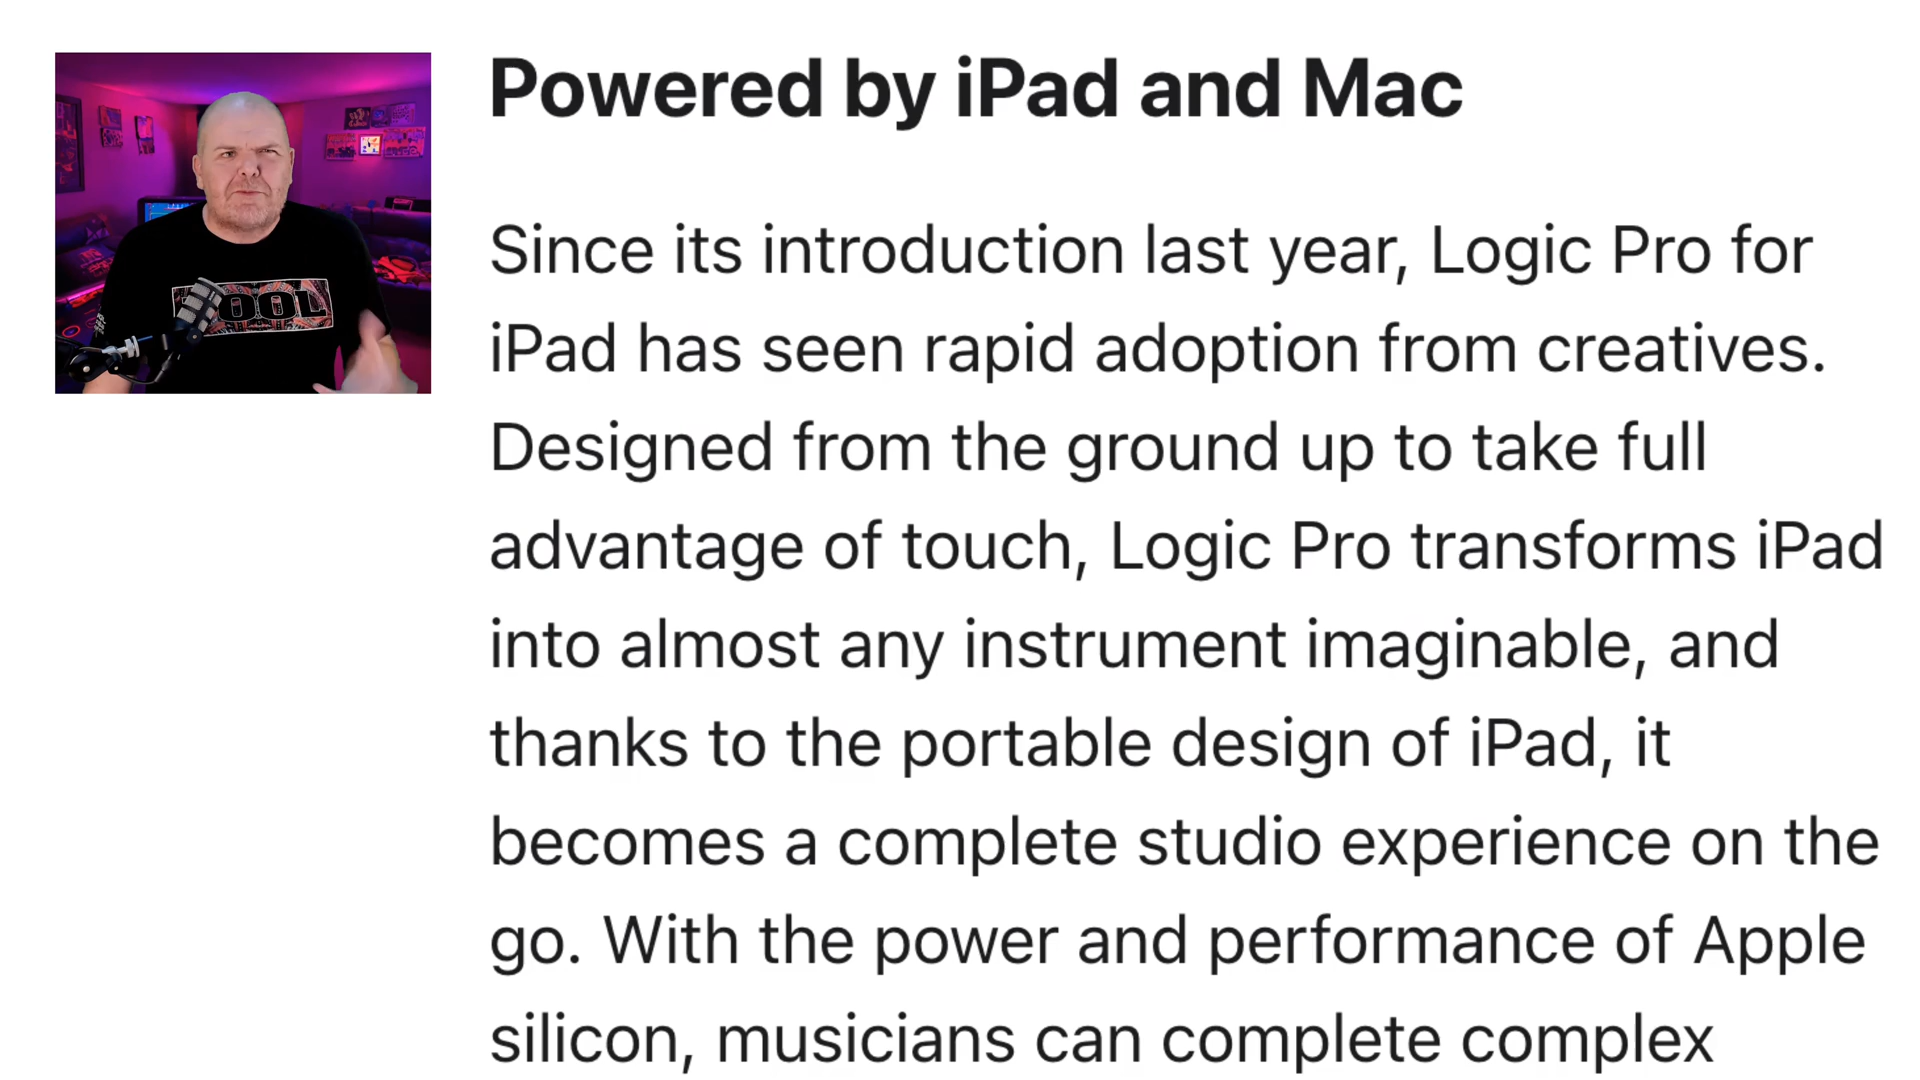 Powered by iPad and Mac
Since its introduction last year, Logic Pro for
iPad has seen rapid adoption from creatives.
Designed from the ground up to take full
advantage of touch, Logic Pro transforms iPad
into almost any instrument imaginable, and
thanks to the portable design of iPad, it
becomes a complete studio experience on the
go. With the power and performance of Apple
silicon, musicians can complete complex
OOL